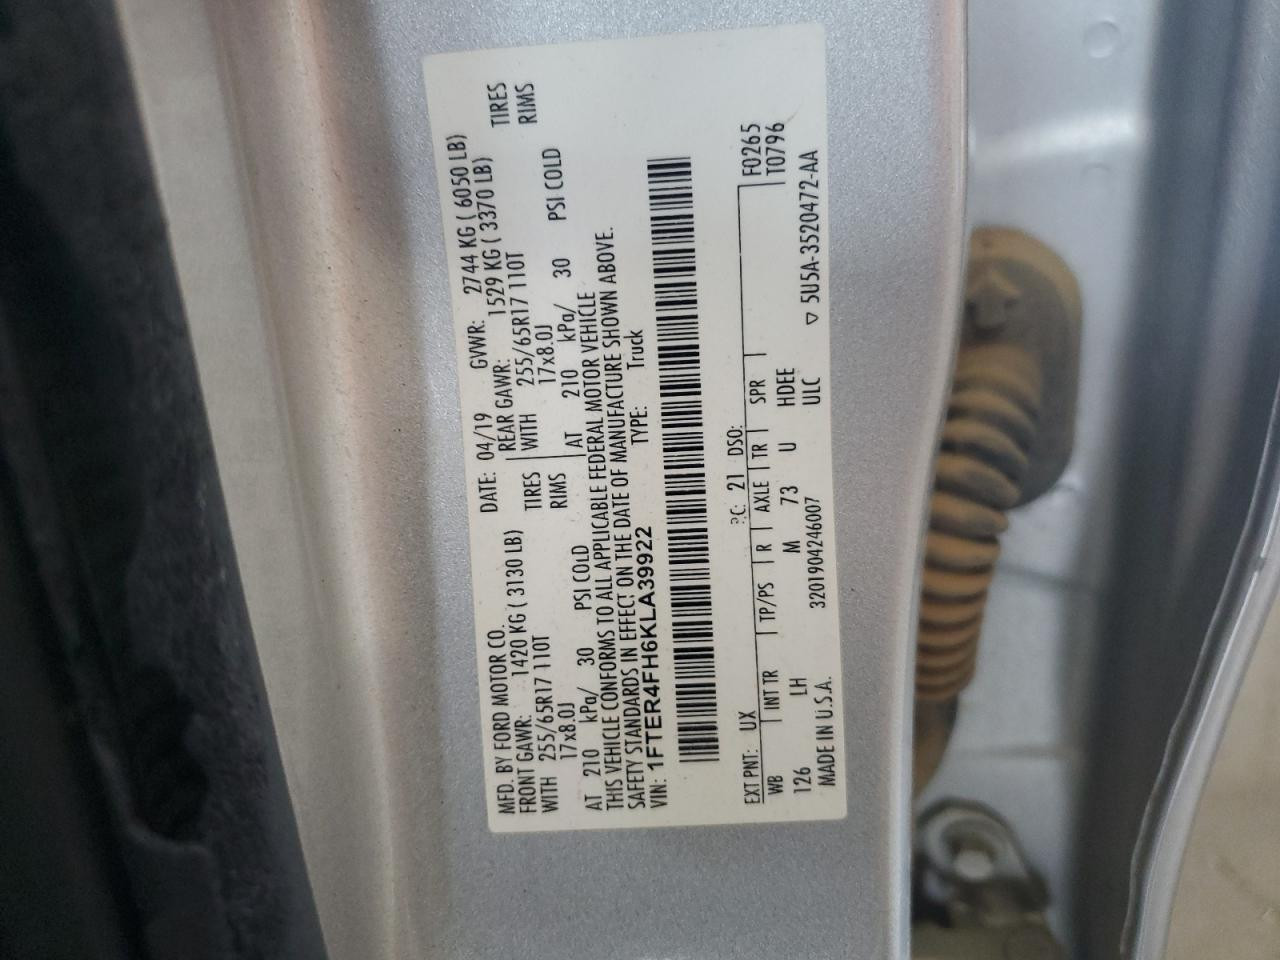 MFD. BY FORD MOTOR CO.
DATE: 04/19 GVWR: 2744 KG ( 6050 LB)
FRONT GAWR: 1420 KG ( 3130 LB) REAR GAWR: 1529 KG ( 3370 LB)
WITH 255/65R17 110T TIRES WITH 255/65R17 110T TIRES
17x8.0J RIMS 17x8.0J RIMS
AT 210 kPa/ 30 PSI COLD AT 210 kPa/ 30 PSI COLD
THIS VEHICLE CONFORMS TO ALL APPLICABLE FEDERAL MOTOR VEHICLE
SAFETY STANDARDS IN EFFECT ON THE DATE OF MANUFACTURE SHOWN ABOVE.
VIN: 1FTER4FH6KLA39922 TYPE: Truck
EXT PNT: UX 21 DSO: F0265
WB INT TR TP/PS R AXLE TR SPR T0796
126 LH M 73 U HDEE
3201904246007 ULC
MADE IN U.S.A. ▽ 5U5A-3520472-AA